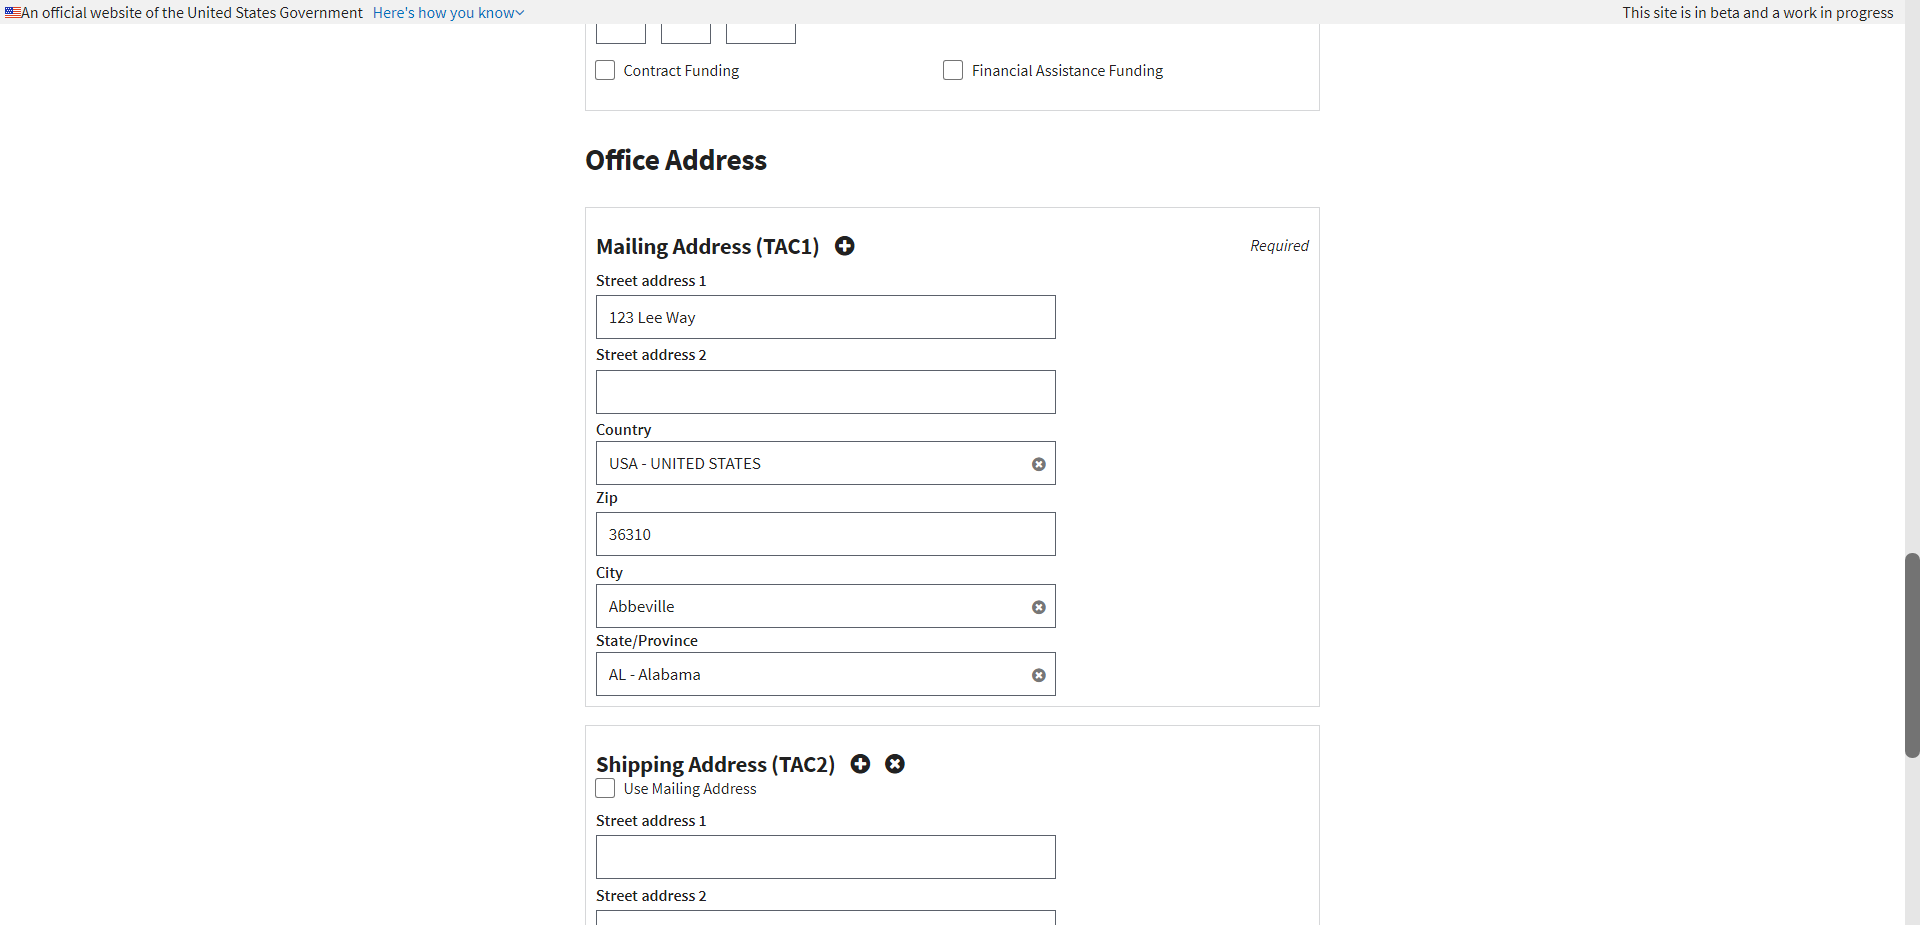 An official website of the United States Government Here's how you know
This site is in beta and a work in progress
Contract Funding
Financial Assistance Funding
Office Address
Mailing Address (TAC1)
Required
Street address 1
123 Lee Way
Street address 2
Country
USA - UNITED STATES
Zip
36310
City
Abbeville
State/Province
AL - Alabama
Shipping Address (TAC2)
Use Mailing Address
Street address 1
Street address 2